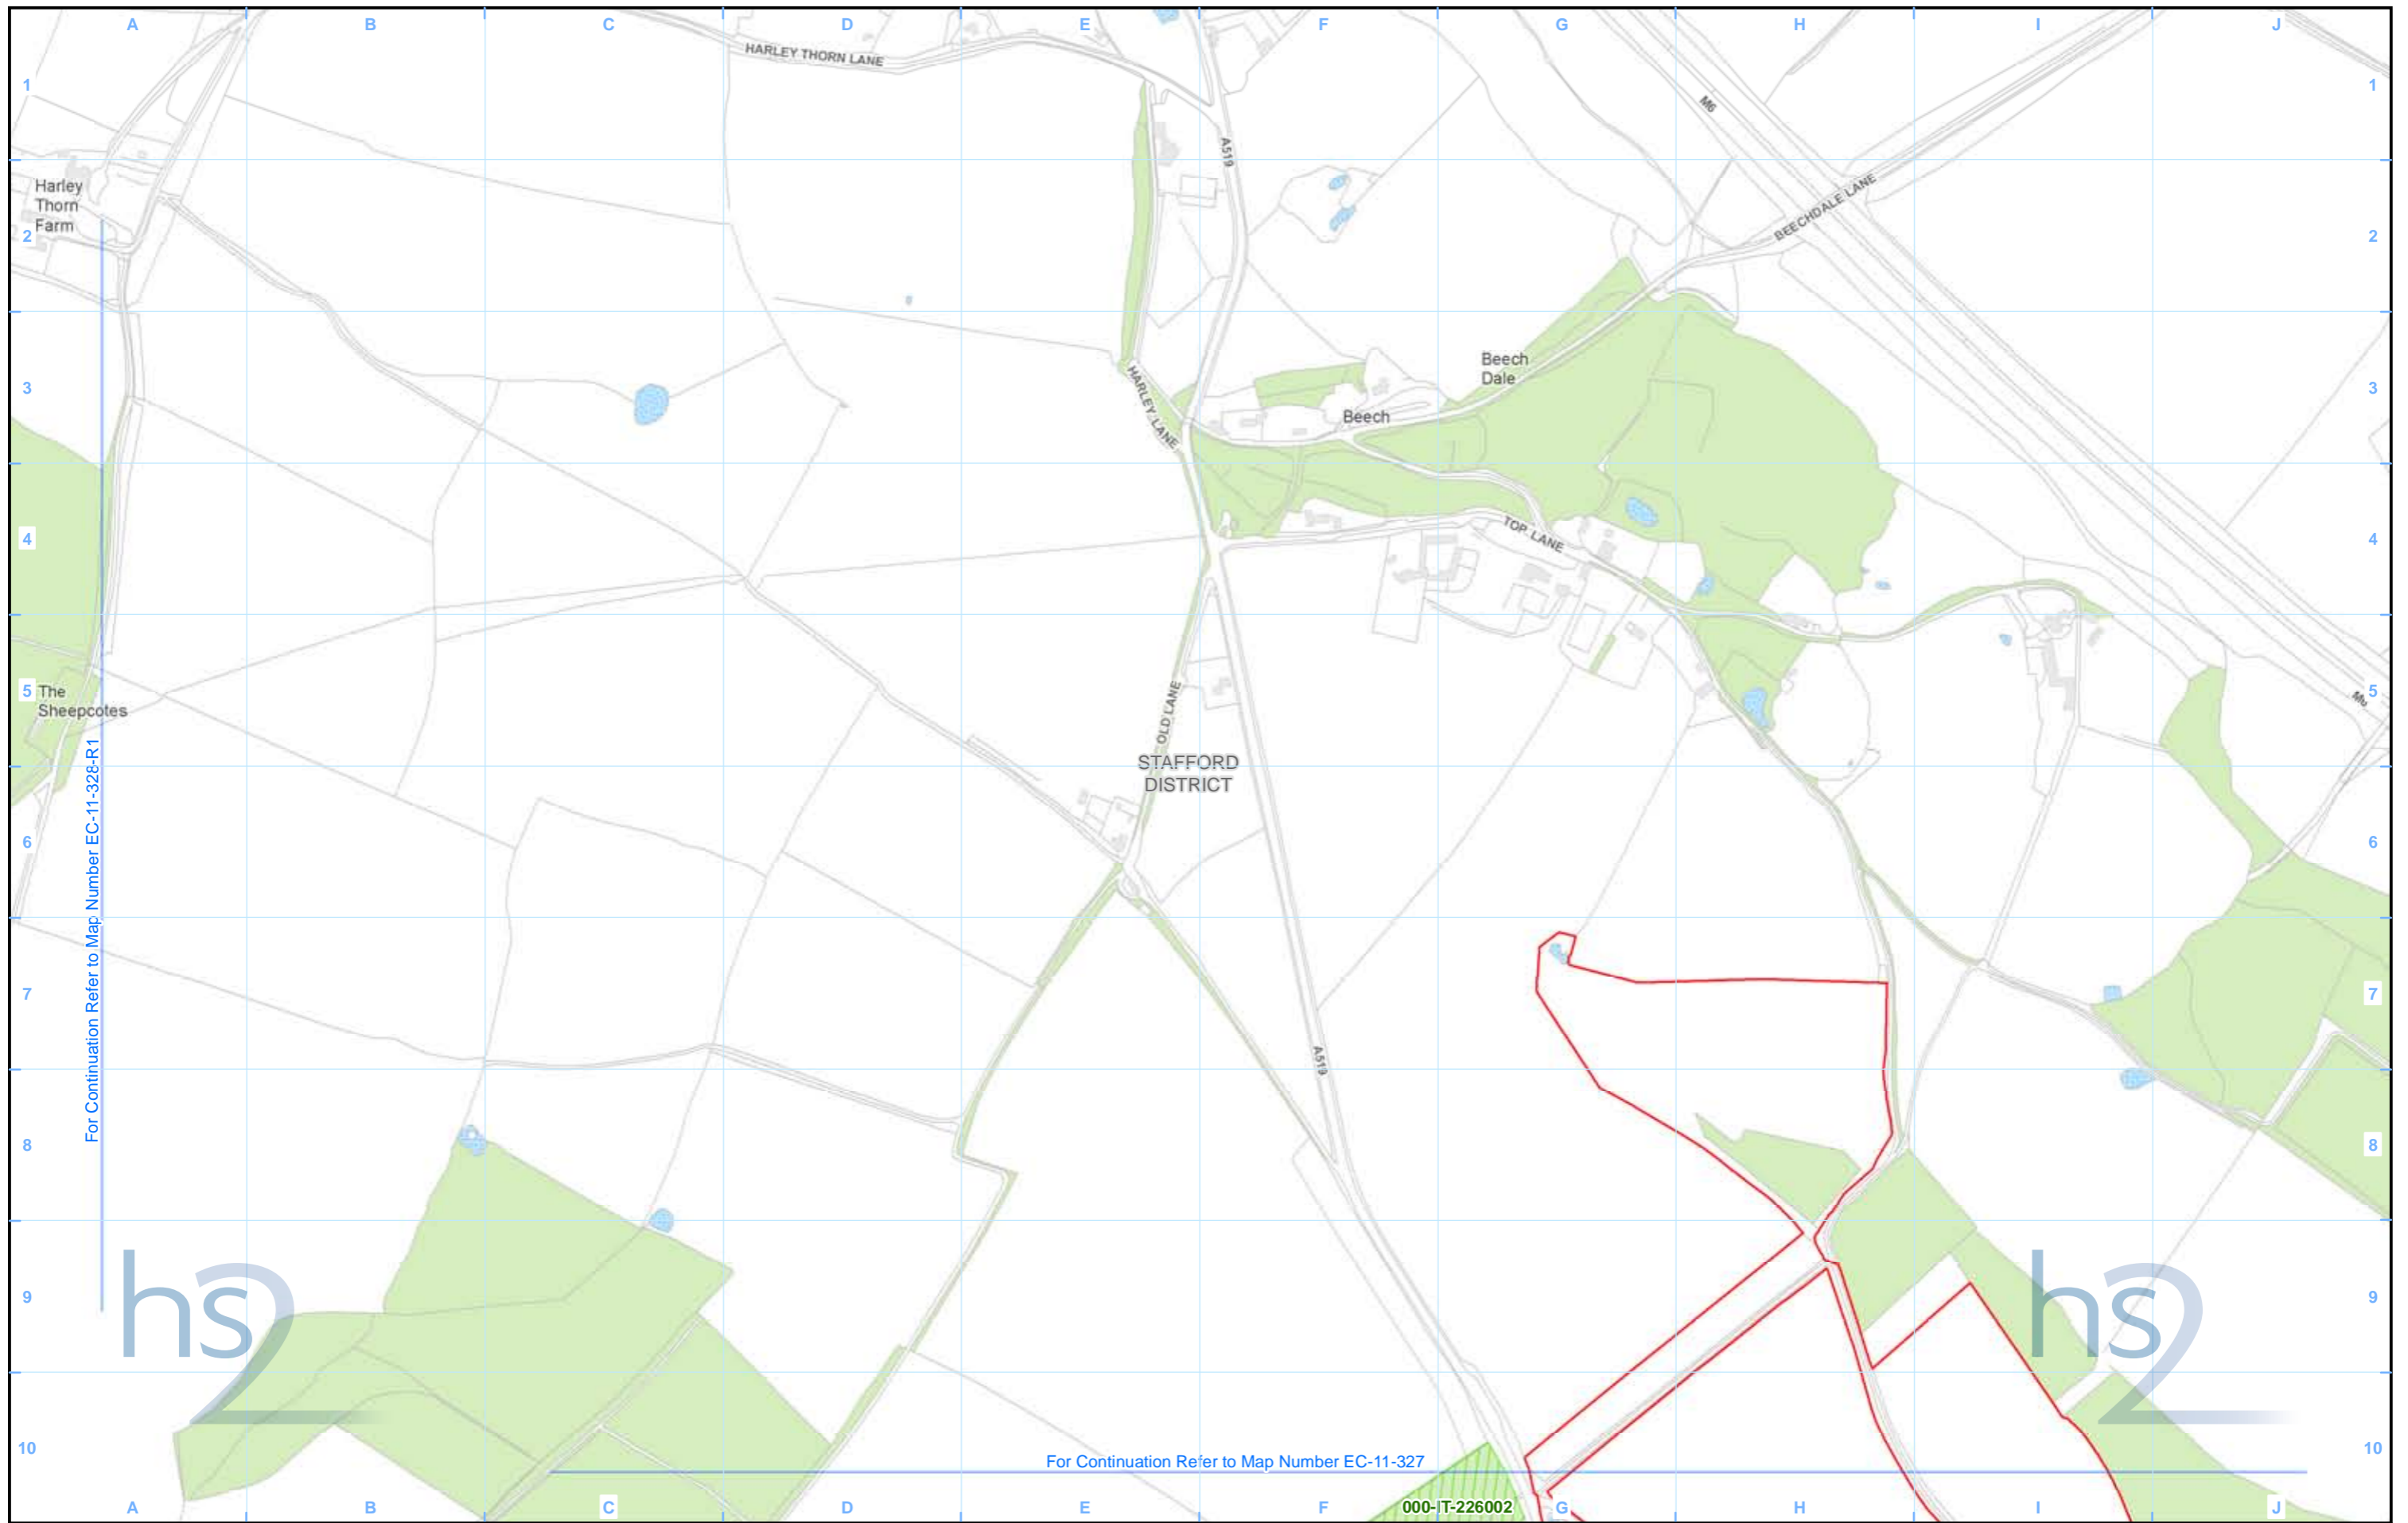 A B C D E F G H I J
HARLEY THORN LANE
1
1
M6
A519
Harley
Thorn
Farm
BEECHDALE LANE
2
2
Beech
Dale
3
3
HARLEY LANE
Beech
4
TOP LANE
4
The
Sheepcotes
5
OLD LANE
5
STAFFORD
DISTRICT
6
6
For Continuation Refer to Map Number EC-11-328-R1
7
7
A519
8
8
hs2
9
hs2
9
10
For Continuation Refer to Map Number EC-11-327
10
000-IT-226002
A B C D E F G H I J